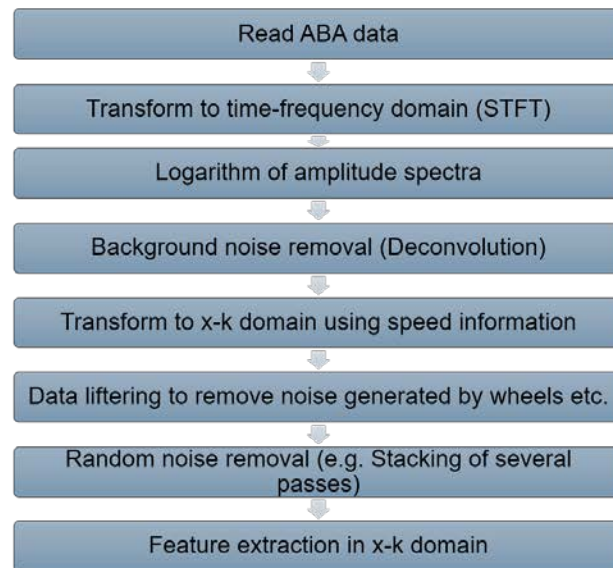 Read ABA data
Transform to time-frequency domain (STFT)
Logarithm of amplitude spectra
Background noise removal (Deconvolution)
Transform to x-k domain using speed information
Data liftering to remove noise generated by wheels etc.
Random noise removal (e.g. Stacking of several
passes)
Feature extraction in x-k domain